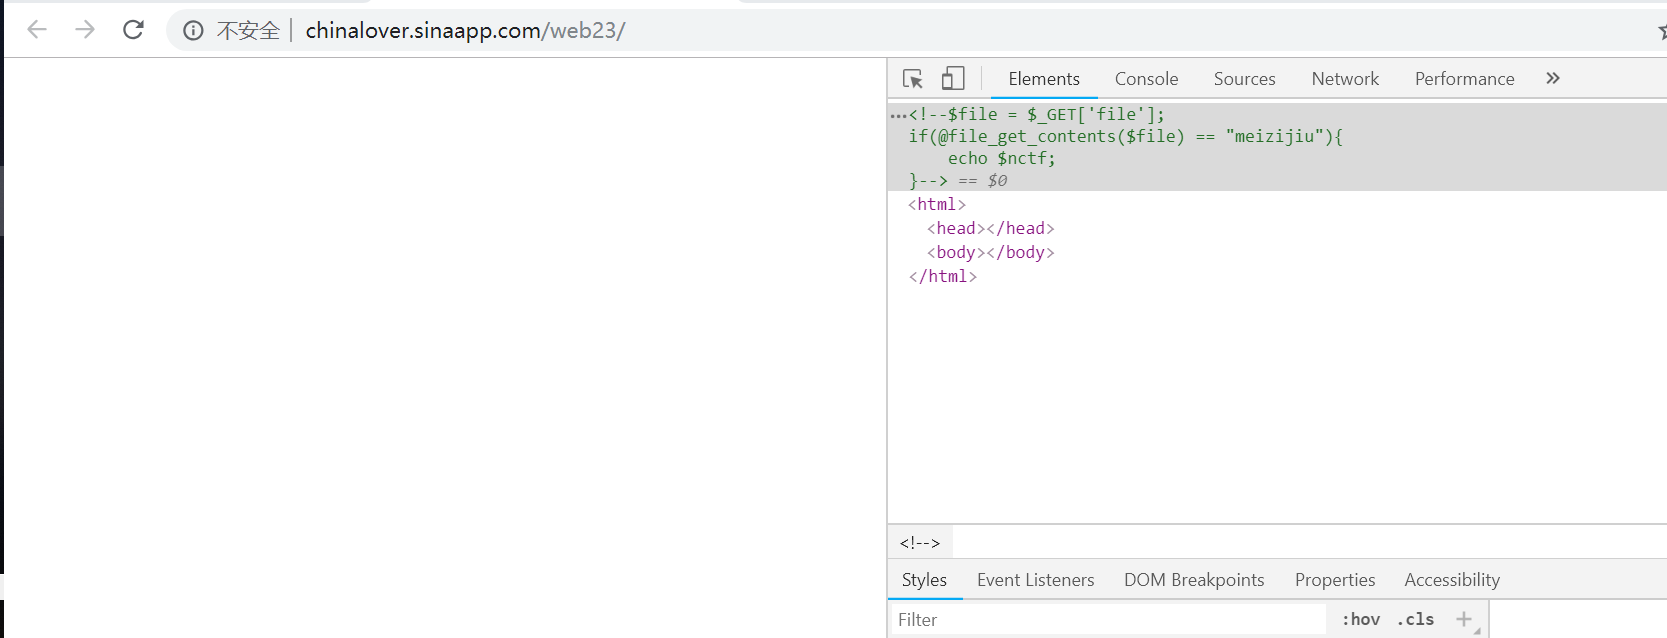 不安全 | chinalover.sinaapp.com/web23/
Elements Console Sources Network Performance »
...<!--$file = $_GET['file'];
if(@file_get_contents($file) == "meizijiu"){
    echo $nctf;
}--> == $0
<html>
  <head></head>
  <body></body>
</html>
<!-->
Styles Event Listeners DOM Breakpoints Properties Accessibility
Filter :hov .cls +